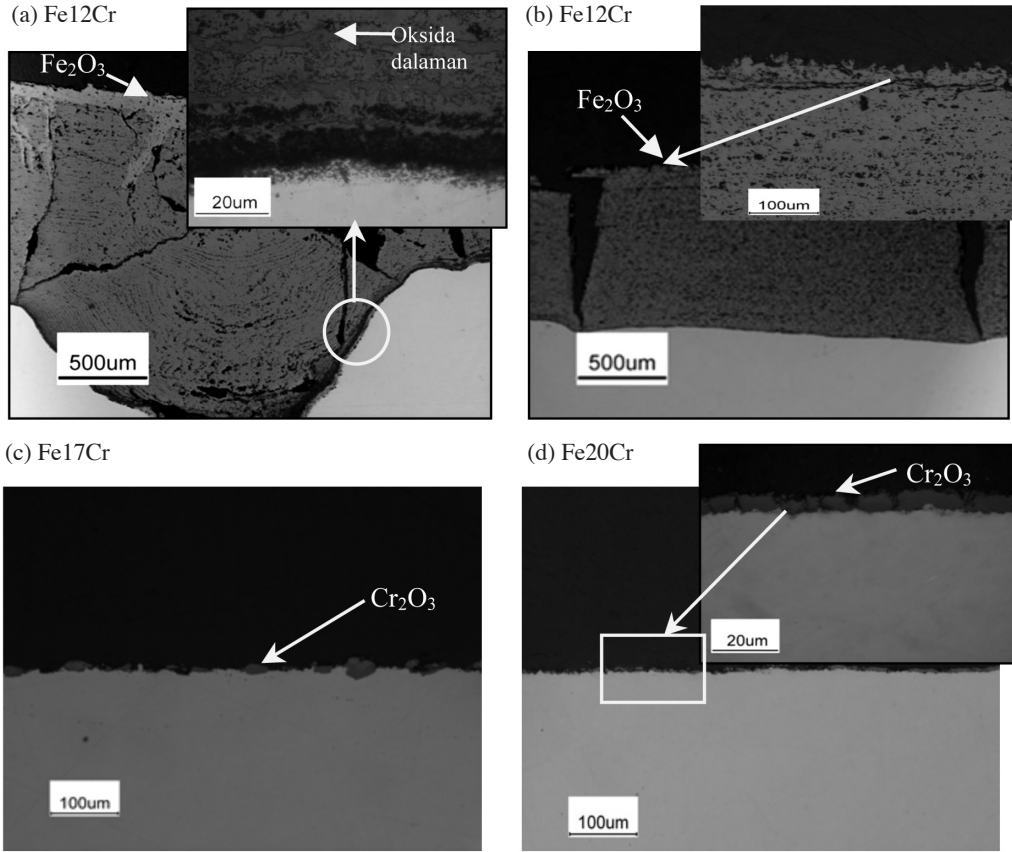 (a) Fe12Cr
Fe₂O₃
Oksida
dalaman
20um
500um
(b) Fe12Cr
Fe₂O₃
100um
500um
(c) Fe17Cr
Cr₂O₃
100um
(d) Fe20Cr
Cr₂O₃
20um
100um